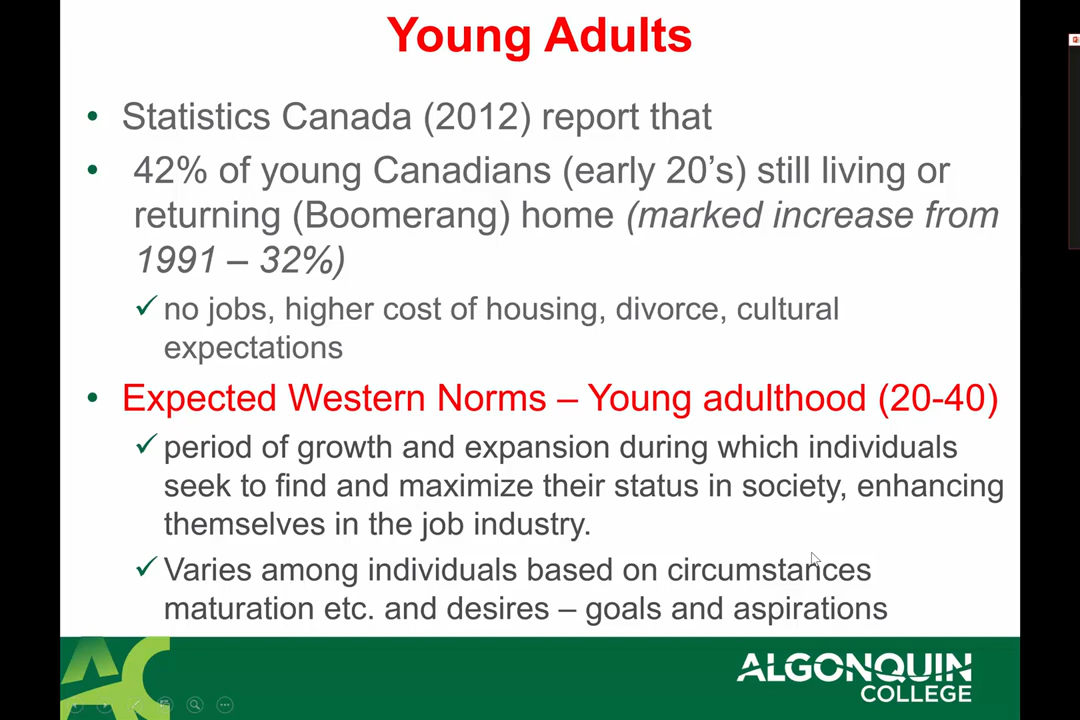 Young Adults
• Statistics Canada (2012) report that
• 42% of young Canadians (early 20's) still living or
returning (Boomerang) home (marked increase from
1991 – 32%)
✓ no jobs, higher cost of housing, divorce, cultural
expectations
• Expected Western Norms – Young adulthood (20-40)
✓ period of growth and expansion during which individuals
seek to find and maximize their status in society, enhancing
themselves in the job industry.
✓ Varies among individuals based on circumstances
maturation etc. and desires – goals and aspirations
AC
ALGONQUIN
COLLEGE